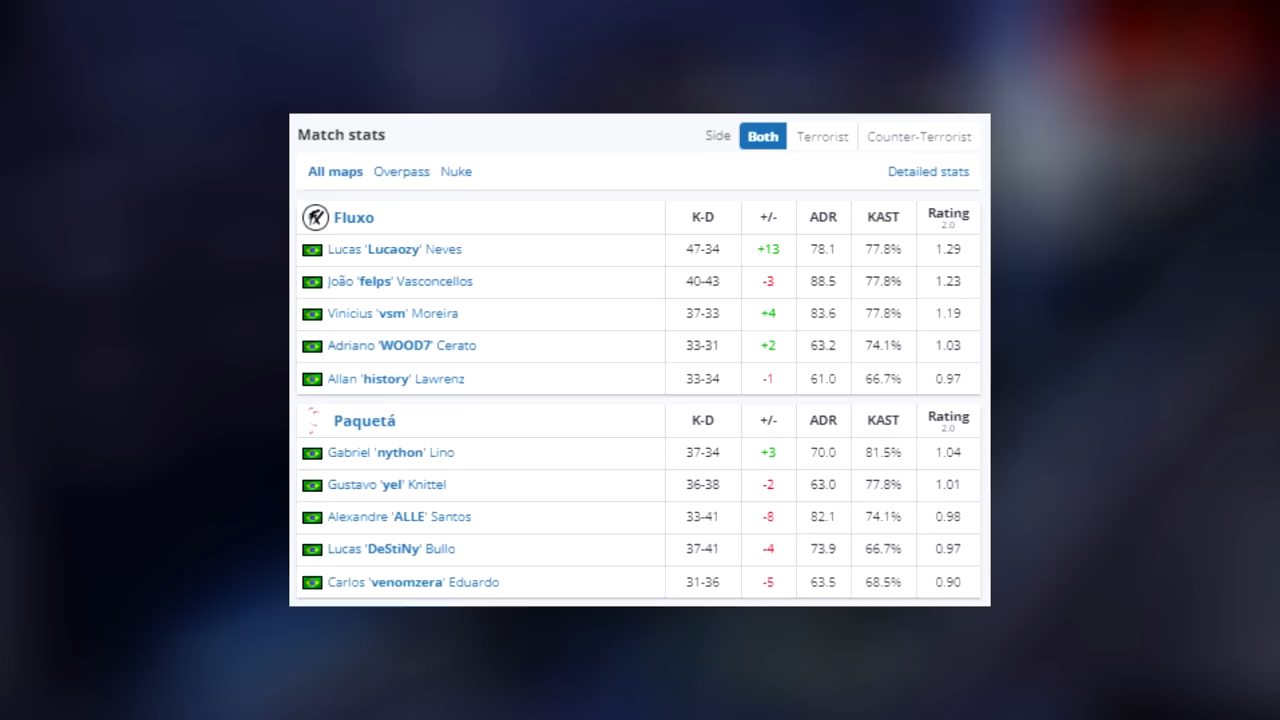 Match stats Side Both Terrorist Counter-Terrorist
All maps Overpass Nuke Detailed stats
Fluxo K-D +/- ADR KAST Rating 2.0
Lucas 'Lucaozy' Neves 47-34 +13 78.1 77.8% 1.29
João 'felps' Vasconcellos 40-43 -3 88.5 77.8% 1.23
Vinicius 'vsm' Moreira 37-33 +4 83.6 77.8% 1.19
Adriano 'WOOD7' Cerato 33-31 +2 63.2 74.1% 1.03
Allan 'history' Lawrenz 33-34 -1 61.0 66.7% 0.97
Paquetá K-D +/- ADR KAST Rating 2.0
Gabriel 'nython' Lino 37-34 +3 70.0 81.5% 1.04
Gustavo 'yel' Knittel 36-38 -2 63.0 77.8% 1.01
Alexandre 'ALLE' Santos 33-41 -8 82.1 74.1% 0.98
Lucas 'DeStiNy' Bullo 37-41 -4 73.9 66.7% 0.97
Carlos 'venomzera' Eduardo 31-36 -5 63.5 68.5% 0.90